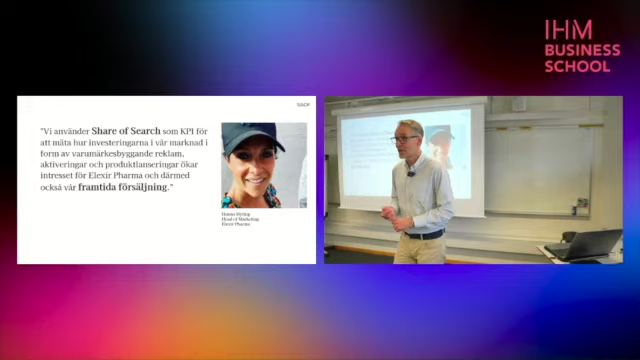 IHM
BUSINESS
SCHOOL
"Vi använder Share of Search som KPI för
att mäta hur investeringarna i vår marknad i
form av varumärkesbyggande reklam,
aktiveringar och produktlanseringar ökar
intresset för Elexir Pharma och därmed
också vår framtida försäljning."
Head of Marketing
Elexir Pharma